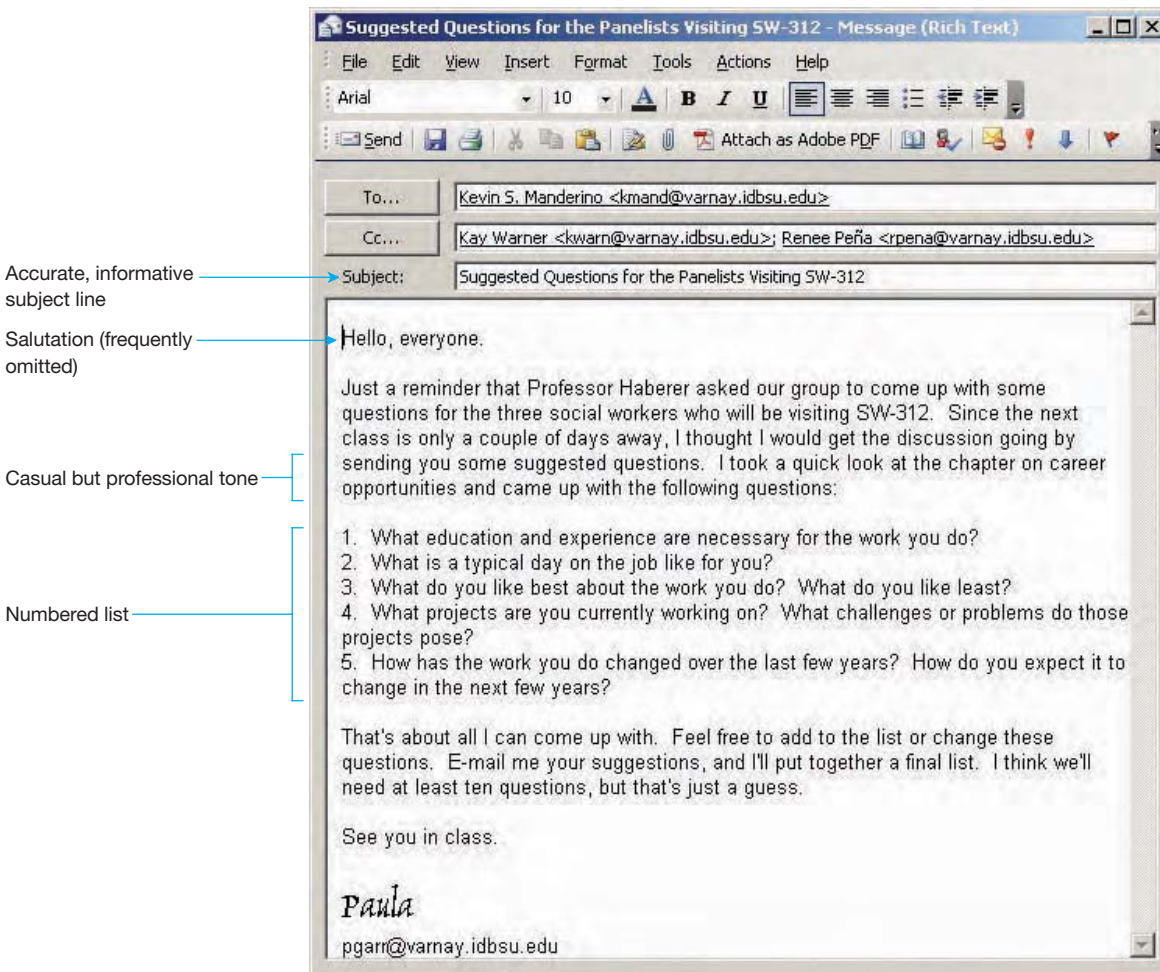 Suggested Questions for the Panelists Visiting SW-312 - Message (Rich Text)
File Edit View Insert Format Tools Actions Help
Arial 10 A B I U
Send Attach as Adobe PDF
To... Kevin S. Manderino <kmand@varnay.idbsu.edu>
Cc... Kay Warner <kwarn@varnay.idbsu.edu>; Renee Peña <rpena@varnay.idbsu.edu>
Accurate, informative
subject line
Subject: Suggested Questions for the Panelists Visiting SW-312
Salutation (frequently
omitted)
Hello, everyone.
Just a reminder that Professor Haberer asked our group to come up with some
questions for the three social workers who will be visiting SW-312. Since the next
class is only a couple of days away, I thought I would get the discussion going by
Casual but professional tone
sending you some suggested questions. I took a quick look at the chapter on career
opportunities and came up with the following questions:
Numbered list
1. What education and experience are necessary for the work you do?
2. What is a typical day on the job like for you?
3. What do you like best about the work you do? What do you like least?
4. What projects are you currently working on? What challenges or problems do those
projects pose?
5. How has the work you do changed over the last few years? How do you expect it to
change in the next few years?
That's about all I can come up with. Feel free to add to the list or change these
questions. E-mail me your suggestions, and I'll put together a final list. I think we'll
need at least ten questions, but that's just a guess.
See you in class.
Paula
pgarr@varnay.idbsu.edu